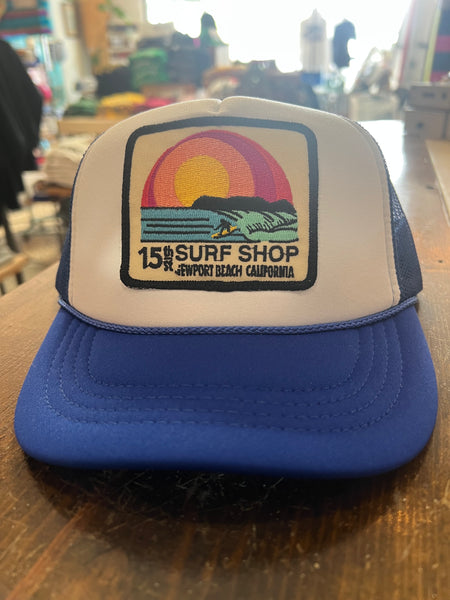 15th st SURF SHOP
NEWPORT BEACH CALIFORNIA